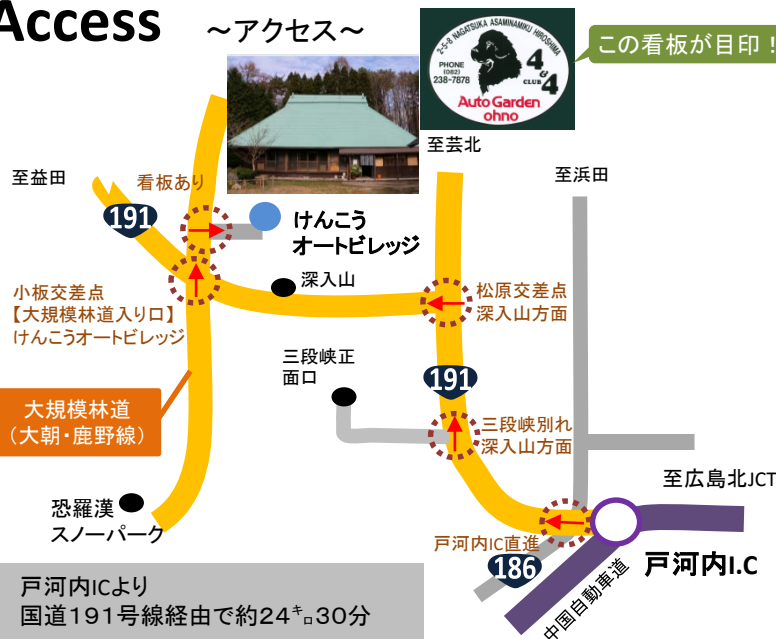 Access
～アクセス～
2-5-8 NAGATSUKA ASAMINAMIKU HIROSHIMA
PHONE
(082)
238-7878
4&4
CLUB
Auto Garden
ohno
この看板が目印！
至芸北
至益田
看板あり
至浜田
191
けんこう
オートビレッジ
小板交差点
【大規模林道入り口】
けんこうオートビレッジ
深入山
松原交差点
深入山方面
三段峡正
面口
191
大規模林道
（大朝・鹿野線）
三段峡別れ
深入山方面
至広島北JCT
恐羅漢
スノーパーク
戸河内IC直進
186
戸河内I.C
中国自動車道
戸河内ICより
国道191号線経由で約24㌔30分